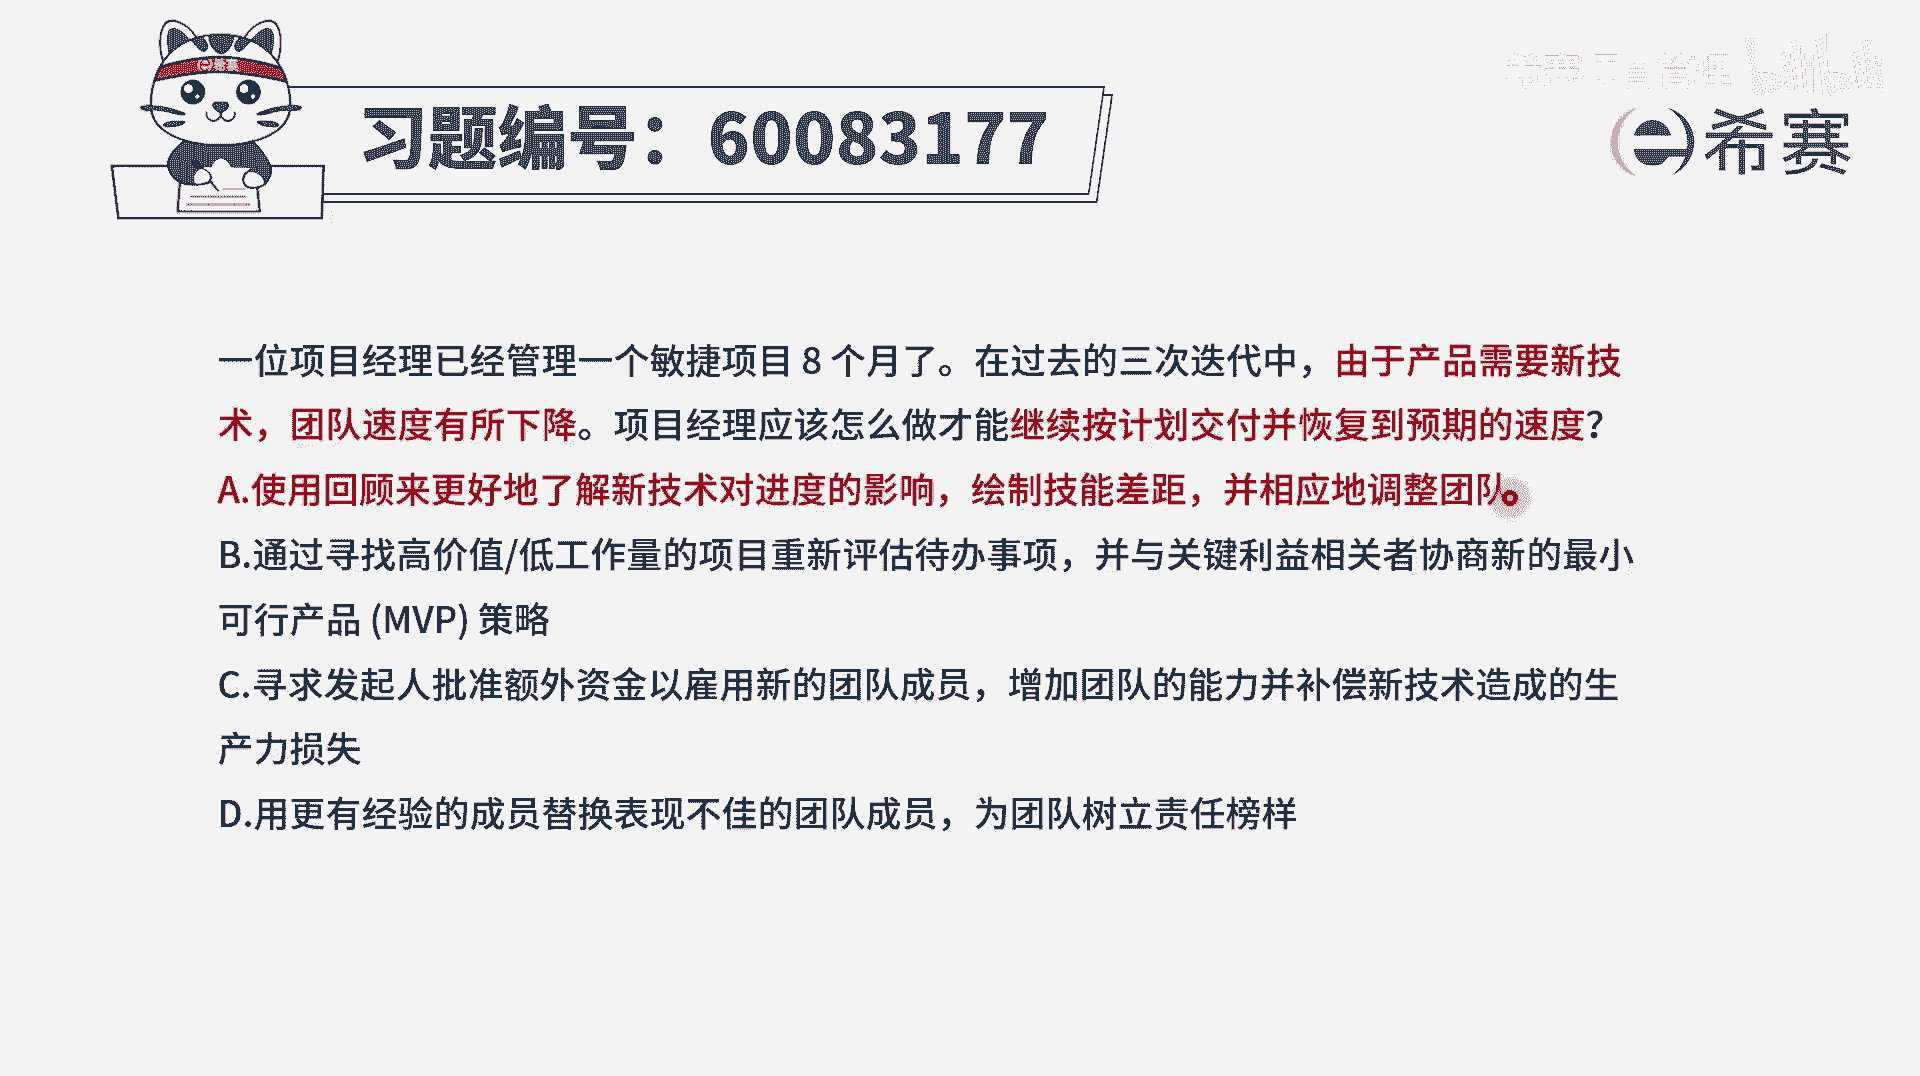 希赛
习题编号：60083177
希赛项目管理 bilibili
希赛
一位项目经理已经管理一个敏捷项目 8 个月了。在过去的三次迭代中，由于产品需要新技
术，团队速度有所下降。项目经理应该怎么做才能继续按计划交付并恢复到预期的速度？
A.使用回顾来更好地了解新技术对进度的影响，绘制技能差距，并相应地调整团队。
B.通过寻找高价值/低工作量的项目重新评估待办事项，并与关键利益相关者协商新的最小
可行产品 (MVP) 策略
C.寻求发起人批准额外资金以雇用新的团队成员，增加团队的能力并补偿新技术造成的生
产力损失
D.用更有经验的成员替换表现不佳的团队成员，为团队树立责任榜样